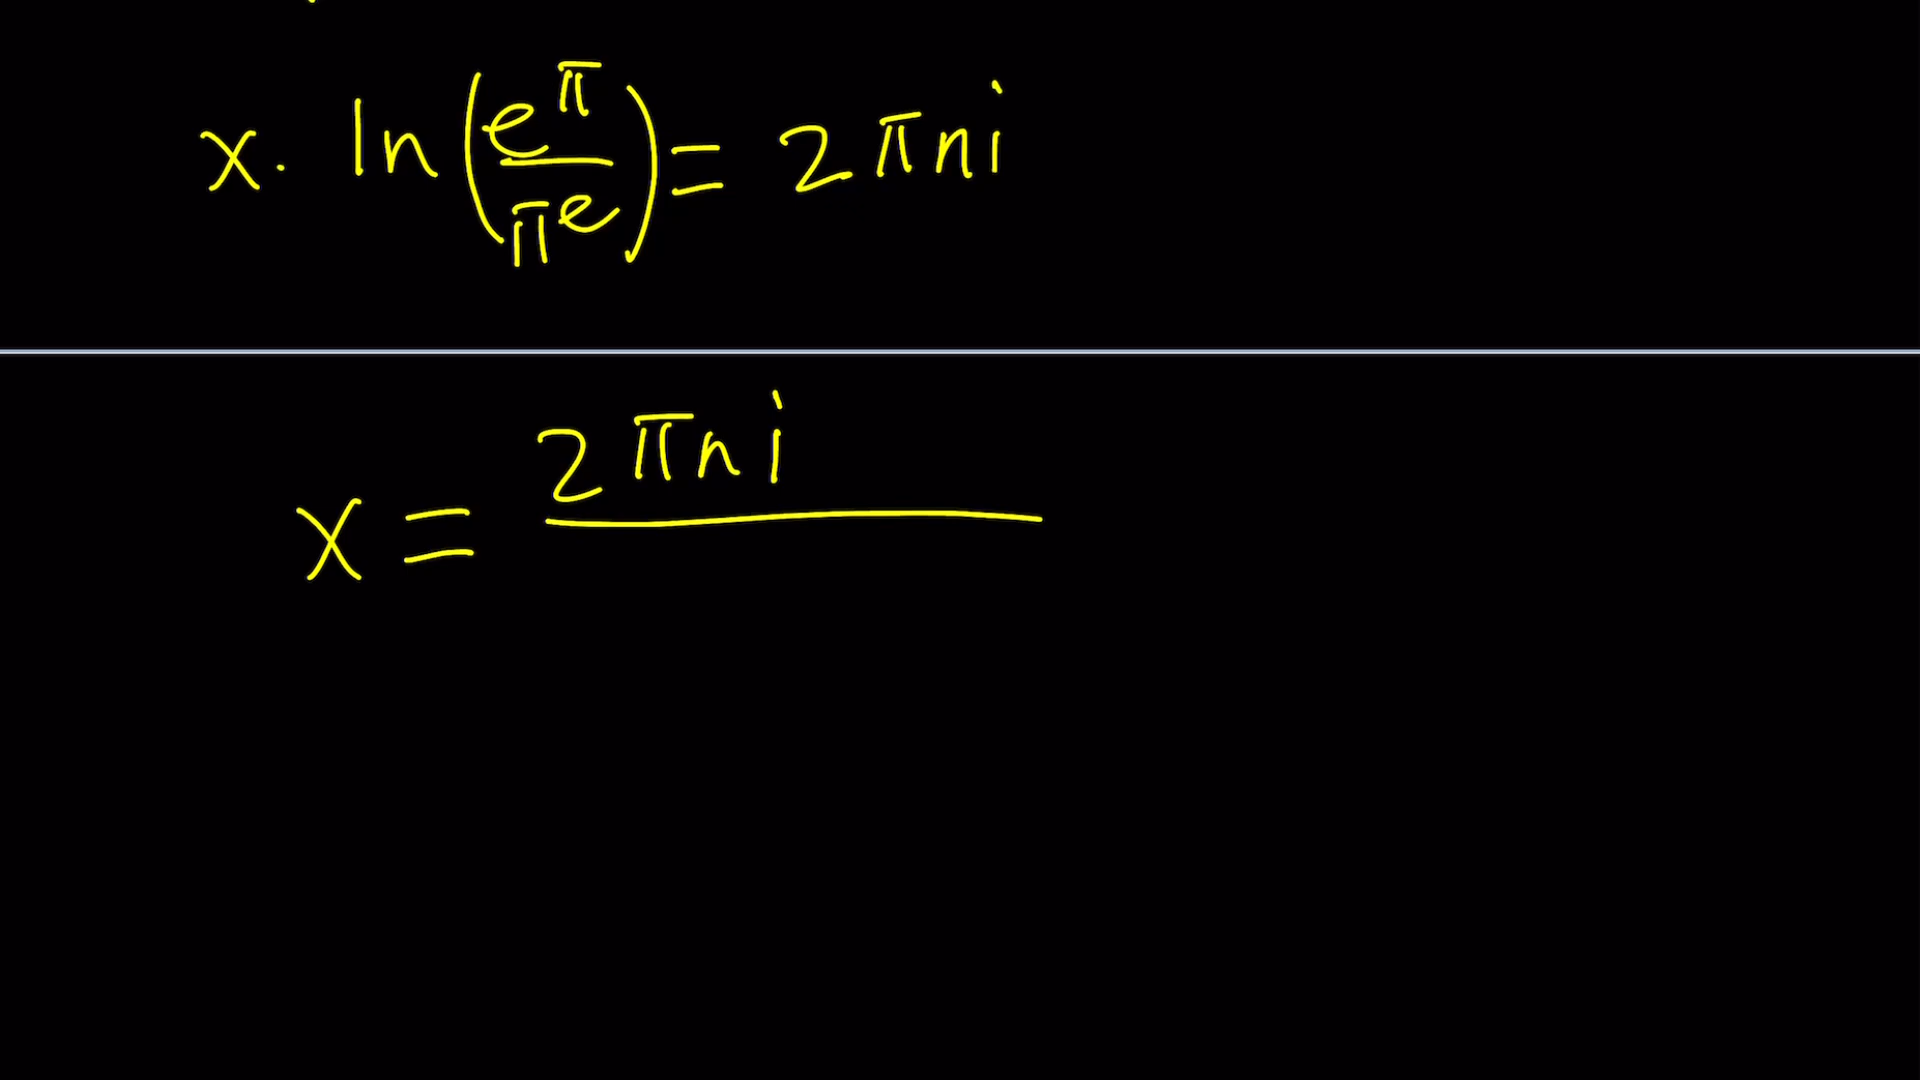 x. ln(e^π/π^e) = 2πni
x = 2πni